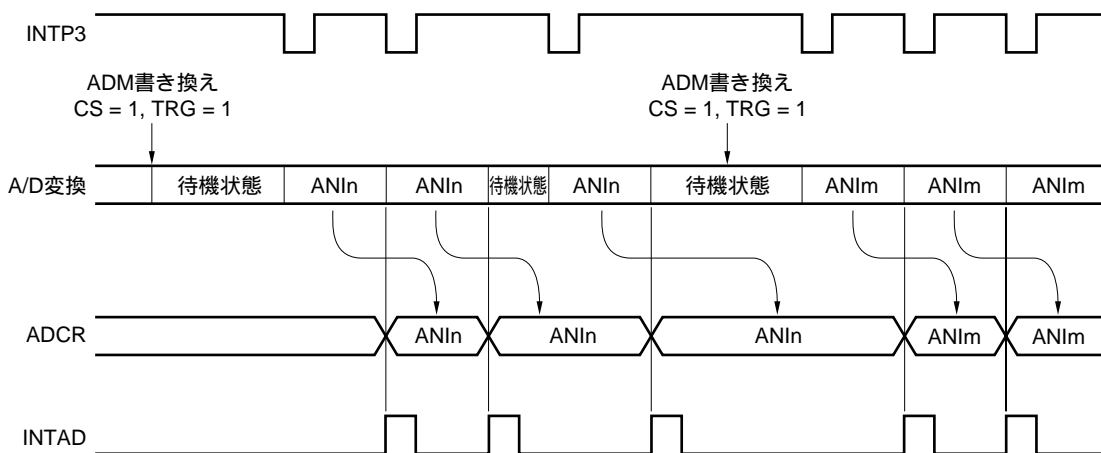 INTP3
ADM書き換え
CS = 1, TRG = 1
ADM書き換え
CS = 1, TRG = 1
A/D変換
待機状態
ANIn
ANIn
待機状態
ANIn
待機状態
ANIm
ANIm
ANIm
ADCR
ANIn
ANIn
ANIn
ANIm
ANIm
INTAD